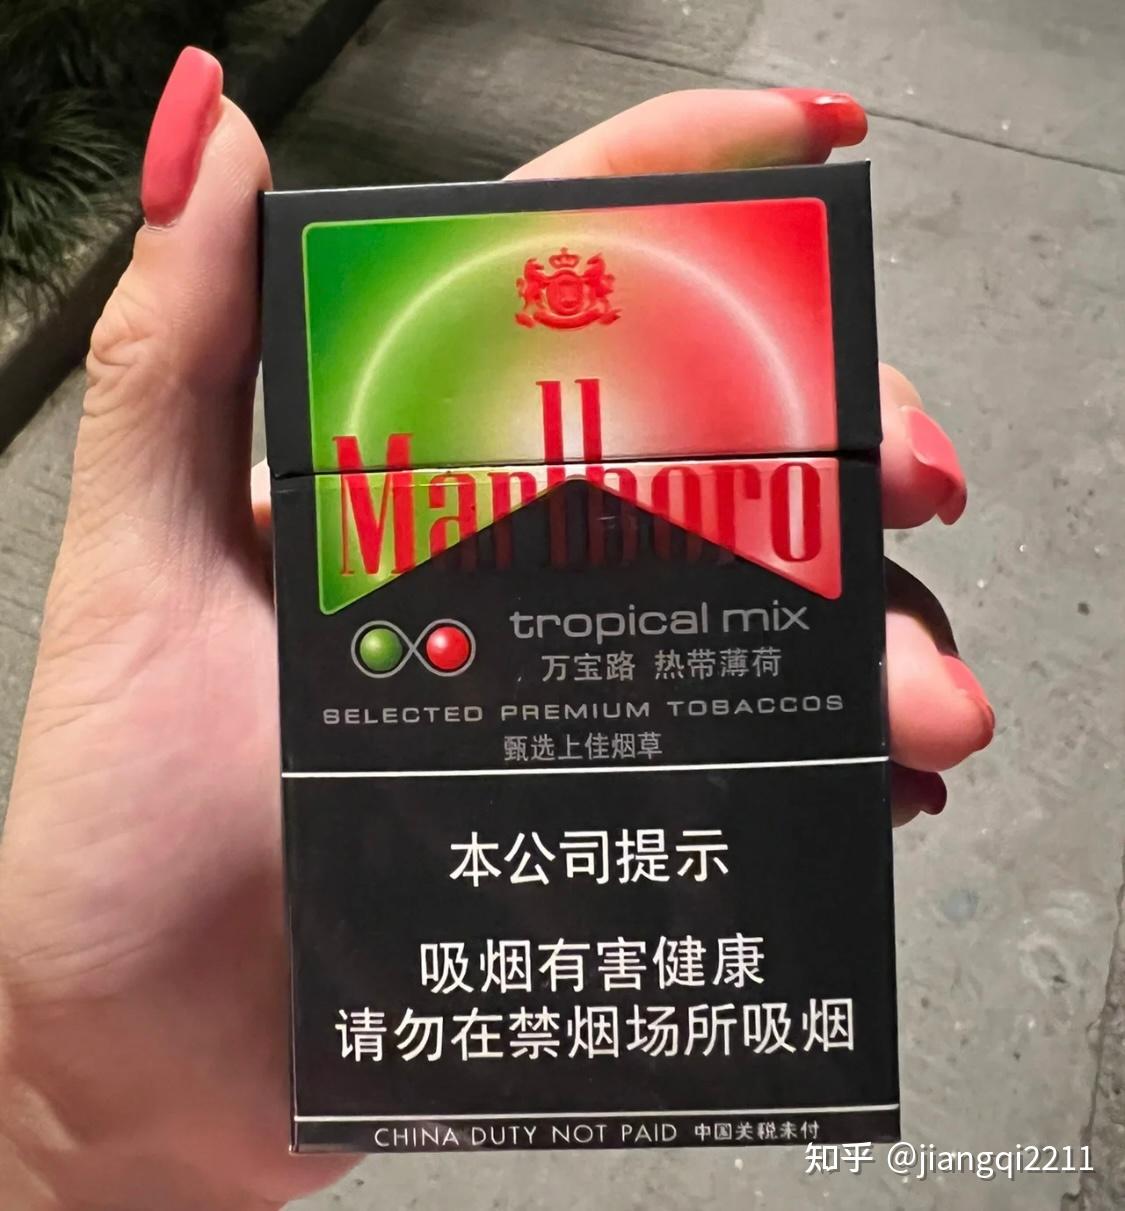 Marlboro
tropical mix
万宝路 热带薄荷
SELECTED PREMIUM TOBACCOS
甄选上佳烟草
本公司提示
吸烟有害健康
请勿在禁烟场所吸烟
CHINA DUTY NOT PAID 中国关税未付
知乎 @jiangqi2211